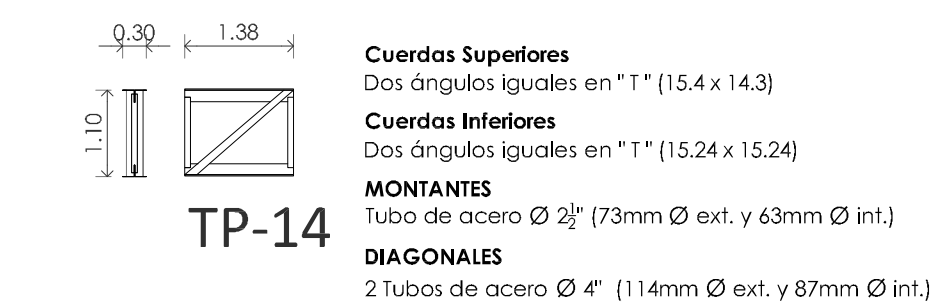 0.30
1.38
1.10
TP-14
Cuerdas Superiores
Dos ángulos iguales en " T " (15.4 x 14.3)
Cuerdas Inferiores
Dos ángulos iguales en " T " (15.24 x 15.24)
MONTANTES
Tubo de acero Ø 2½" (73mm Ø ext. y 63mm Ø int.)
DIAGONALES
2 Tubos de acero Ø 4" (114mm Ø ext. y 87mm Ø int.)